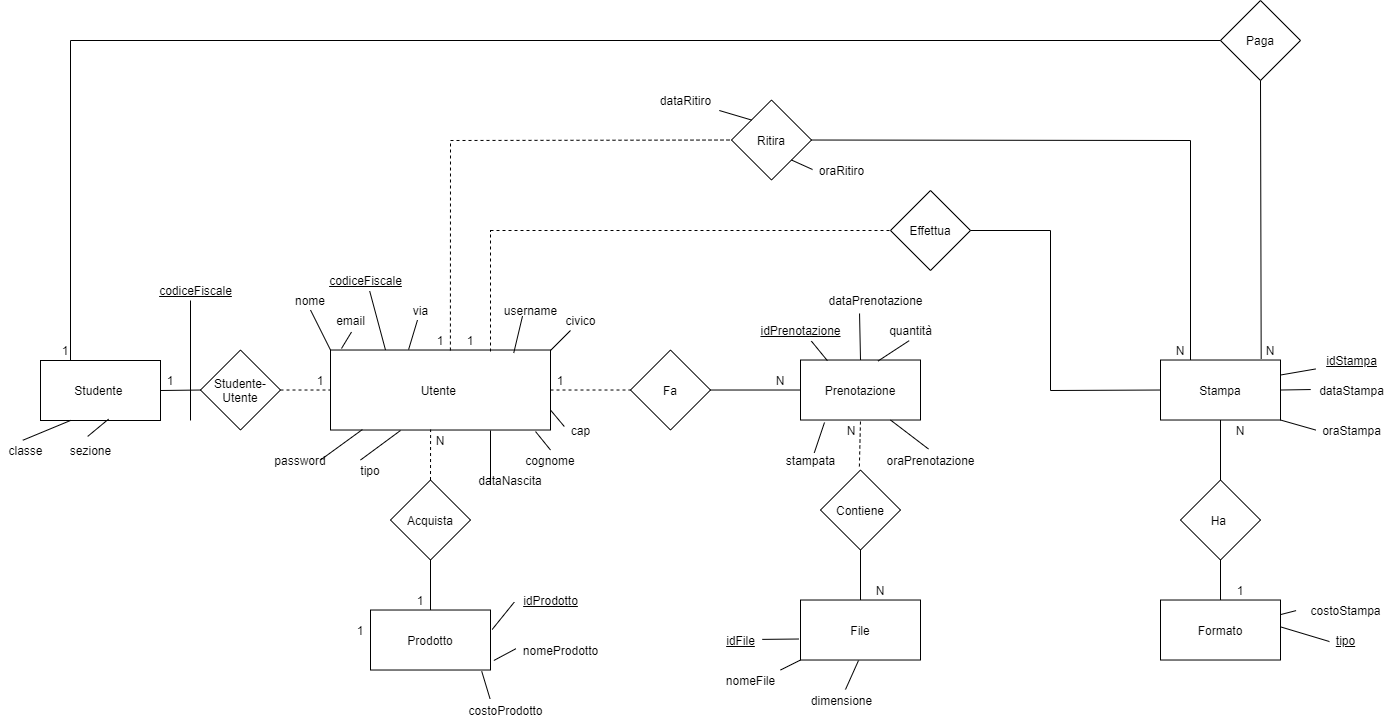 Paga
dataRitiro
Ritira
oraRitiro
Effettua
codiceFiscale
codiceFiscale
nome
email
via
username
civico
dataPrenotazione
idPrenotazione
quantità
1
1
1
N
N
Studente
1
Studente-
Utente
1
Utente
1
Fa
N
Prenotazione
Stampa
idStampa
dataStampa
oraStampa
classe
sezione
password
tipo
N
dataNascita
cognome
cap
stampata
N
oraPrenotazione
N
Acquista
Contiene
Ha
1
1
Prodotto
idProdotto
nomeProdotto
costoProdotto
N
File
idFile
nomeFile
dimensione
1
Formato
costoStampa
tipo